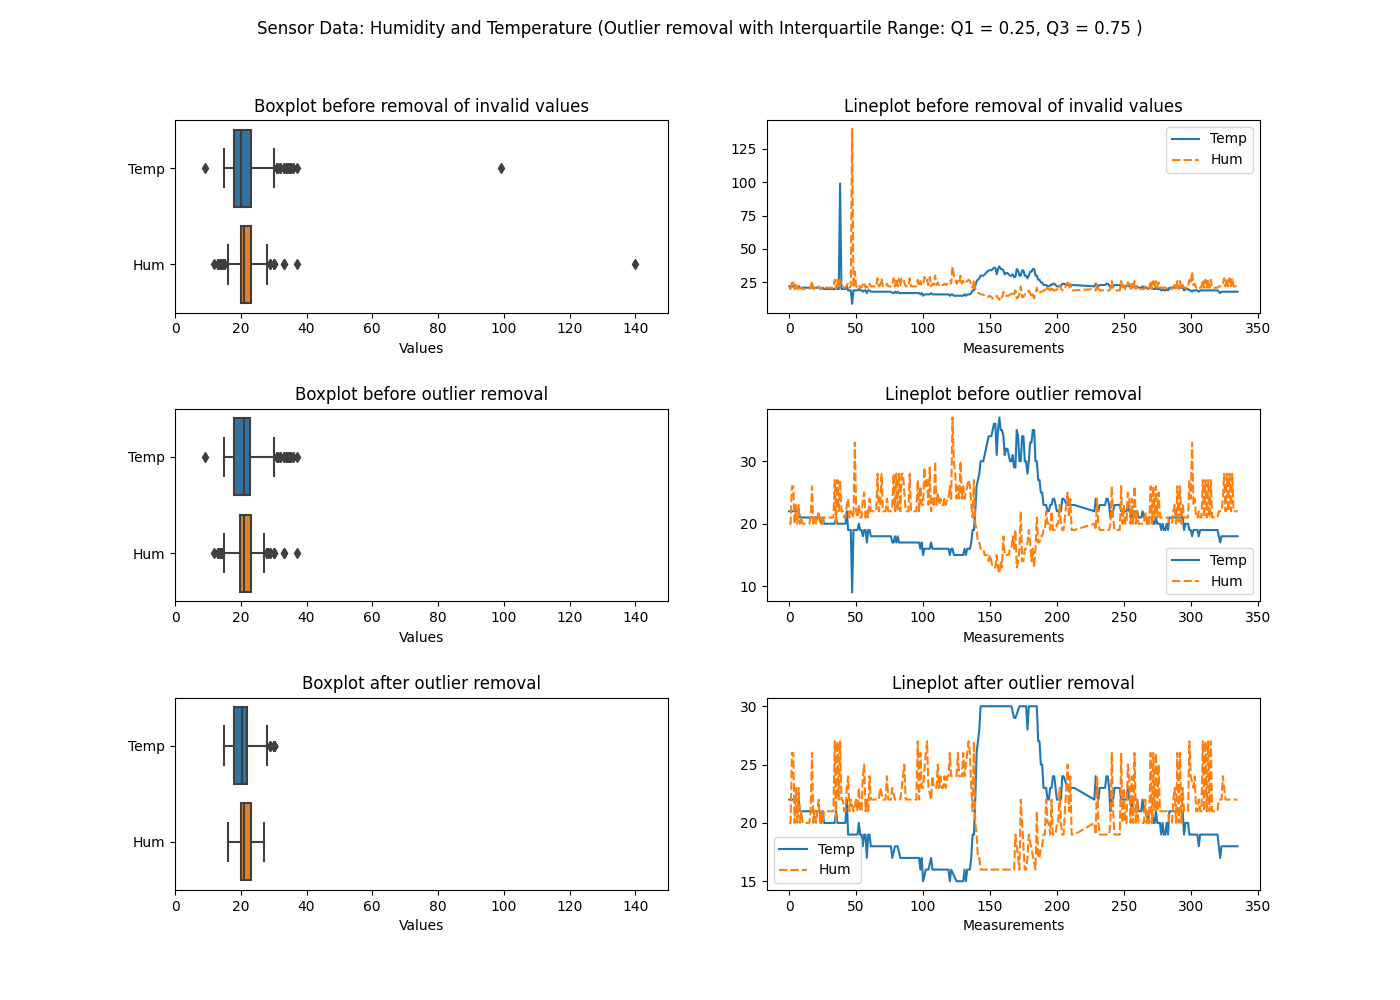 Sensor Data: Humidity and Temperature (Outlier removal with Interquartile Range: Q1 = 0.25, Q3 = 0.75 )
Boxplot before removal of invalid values
Temp
Hum
0 20 40 60 80 100 120 140
Values
Lineplot before removal of invalid values
125
100
75
50
25
Temp
Hum
0 50 100 150 200 250 300 350
Measurements
Boxplot before outlier removal
Temp
Hum
0 20 40 60 80 100 120 140
Values
Lineplot before outlier removal
30
20
10
Temp
Hum
0 50 100 150 200 250 300 350
Measurements
Boxplot after outlier removal
Temp
Hum
0 20 40 60 80 100 120 140
Values
Lineplot after outlier removal
30
25
20
15
Temp
Hum
0 50 100 150 200 250 300 350
Measurements